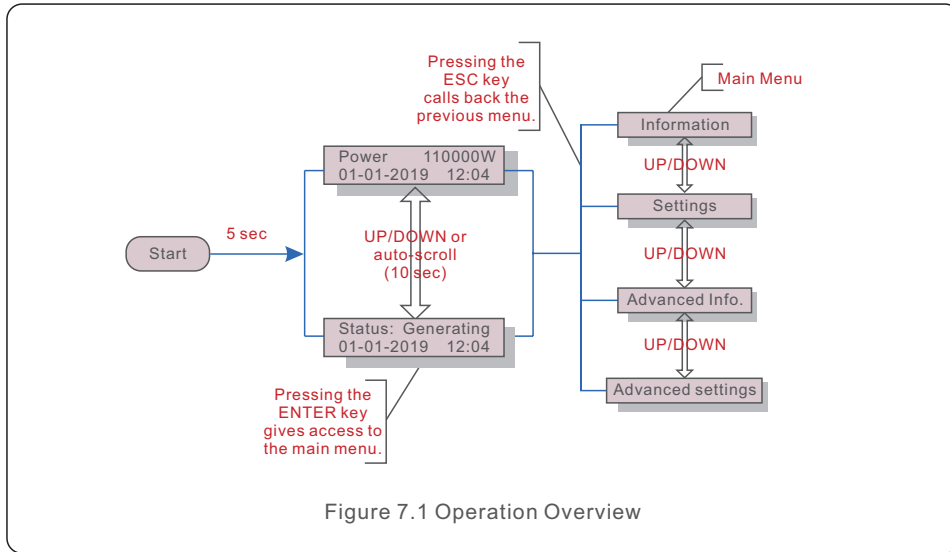 Pressing the
ESC key
calls back the
previous menu.
Main Menu
Information
UP/DOWN
Settings
UP/DOWN
Advanced Info.
UP/DOWN
Advanced settings
Power 110000W
01-01-2019 12:04
5 sec
Start
UP/DOWN or
auto-scroll
(10 sec)
Status: Generating
01-01-2019 12:04
Pressing the
ENTER key
gives access to
the main menu.
Figure 7.1 Operation Overview